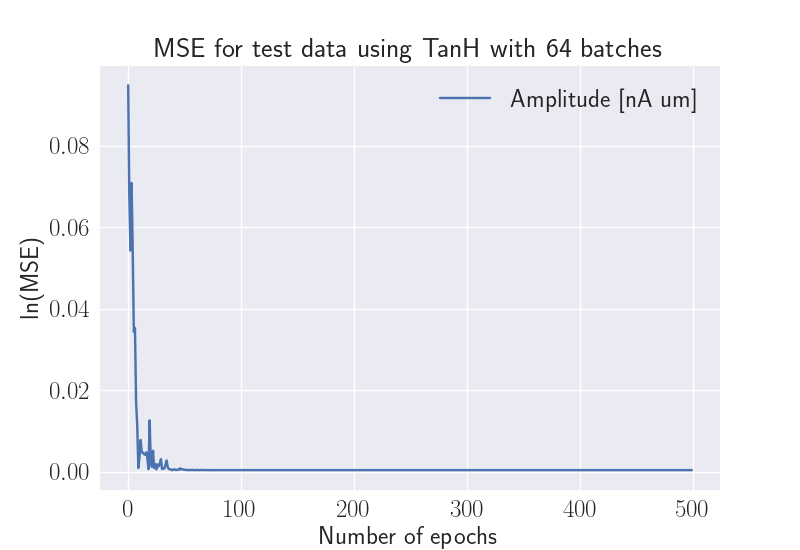 MSE for test data using TanH with 64 batches
Amplitude [nA um]
0.08
0.06
0.04
0.02
0.00
ln(MSE)
0 100 200 300 400 500
Number of epochs